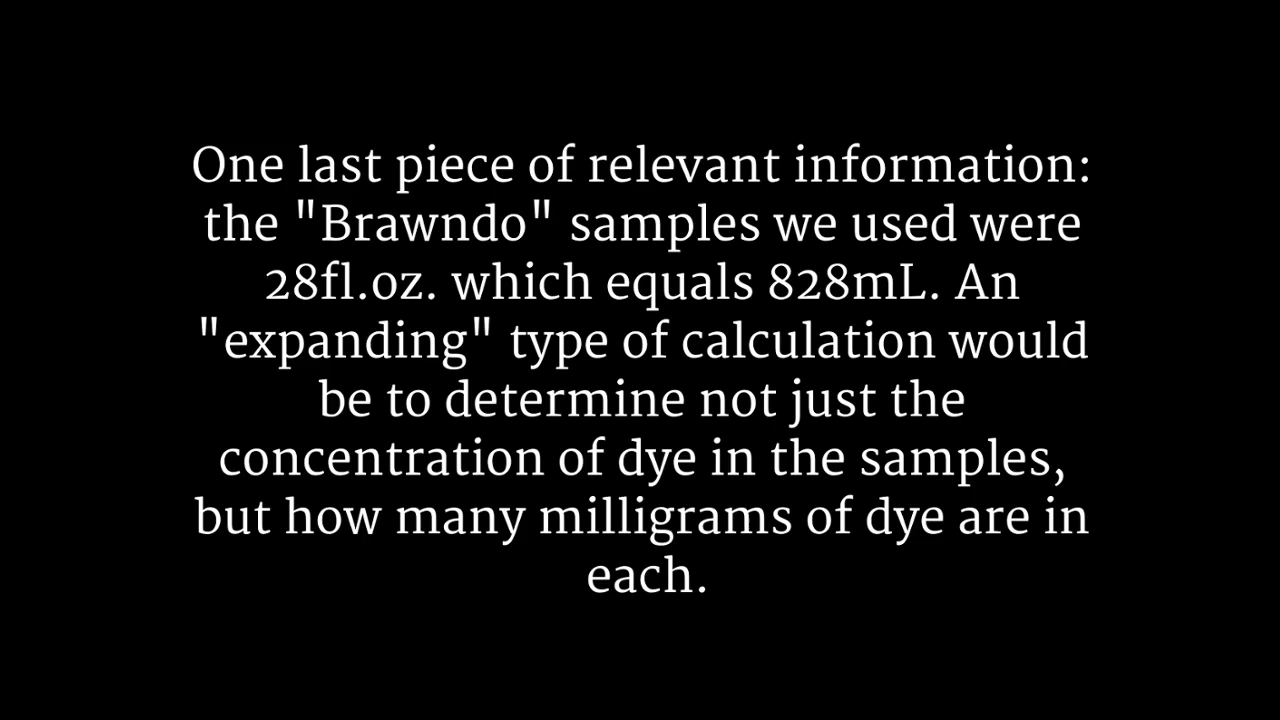 One last piece of relevant information:
the "Brawndo" samples we used were
28fl.oz. which equals 828mL. An
"expanding" type of calculation would
be to determine not just the
concentration of dye in the samples,
but how many milligrams of dye are in
each.